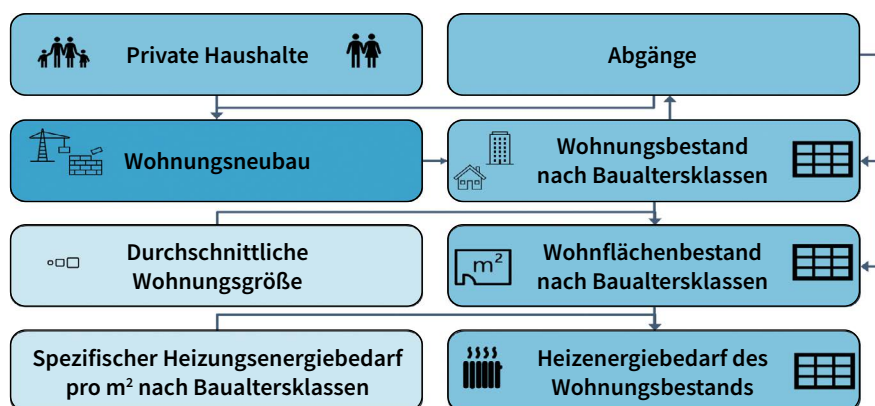 Private Haushalte
Abgänge
Wohnungsneubau
Wohnungsbestand
nach Baualtersklassen
Durchschnittliche
Wohnungsgröße
m²
Wohnflächenbestand
nach Baualtersklassen
Spezifischer Heizungsenergiebedarf
pro m² nach Baualtersklassen
Heizenergiebedarf des
Wohnungsbestands